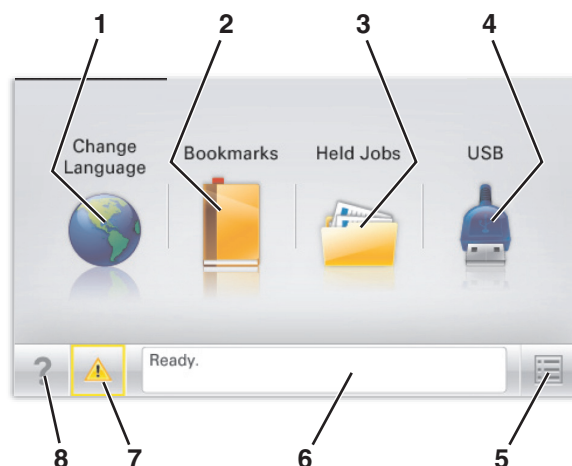 1 2 3 4
Change
Language
Bookmarks
Held Jobs
USB
?
Ready.
8 7 6 5